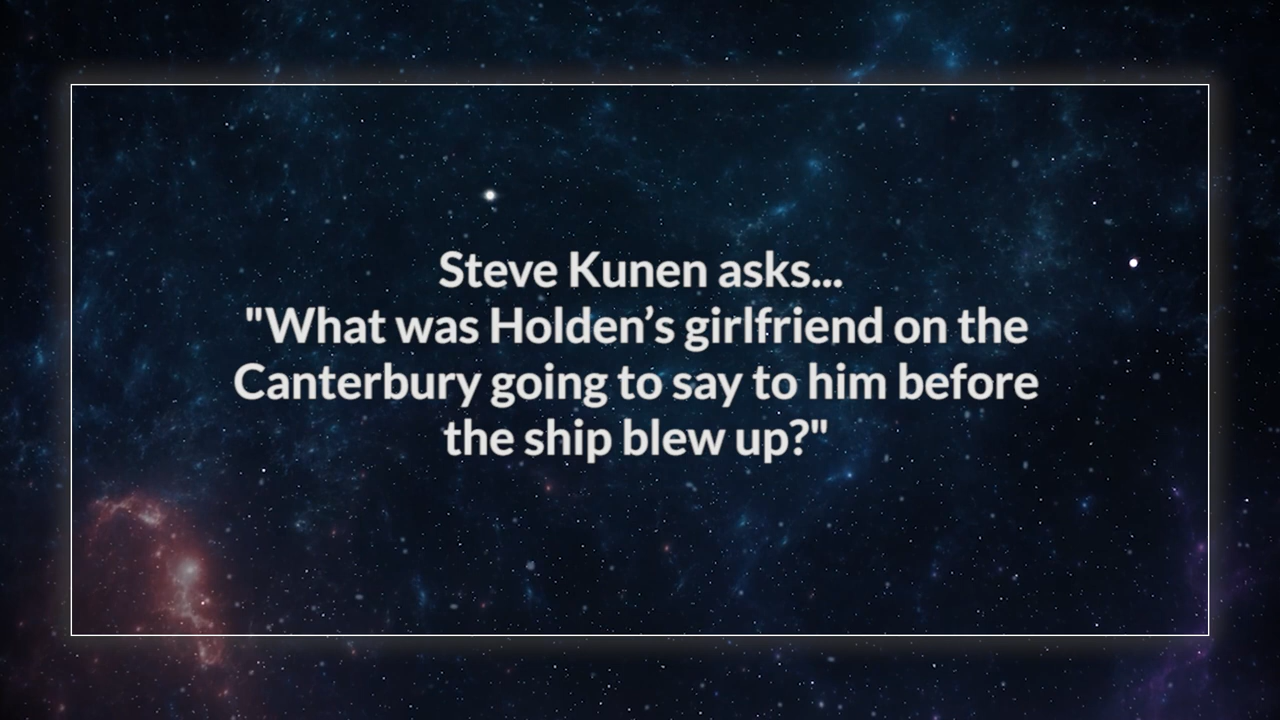 Steve Kunen asks...
"What was Holden’s girlfriend on the
Canterbury going to say to him before
the ship blew up?"